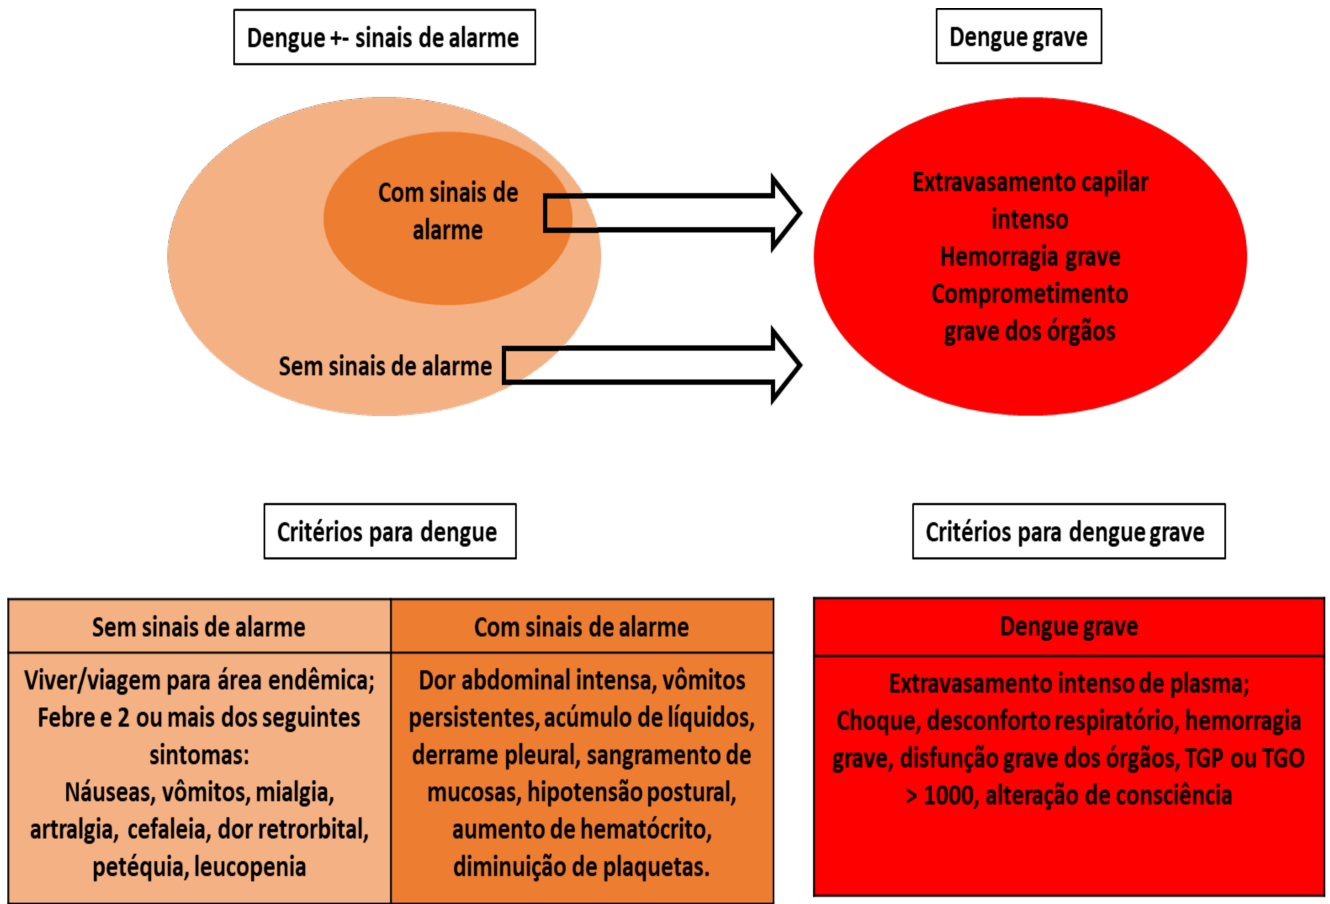 Dengue +- sinais de alarme
Dengue grave
Com sinais de
alarme
Sem sinais de alarme
Extravasamento capilar
intenso
Hemorragia grave
Comprometimento
grave dos órgãos
Critérios para dengue
Critérios para dengue grave
Sem sinais de alarme
Viver/viagem para área endêmica;
Febre e 2 ou mais dos seguintes
sintomas:
Náuseas, vômitos, mialgia,
artralgia, cefaleia, dor retrorbital,
petéquia, leucopenia
Com sinais de alarme
Dor abdominal intensa, vômitos
persistentes, acúmulo de líquidos,
derrame pleural, sangramento de
mucosas, hipotensão postural,
aumento de hematócrito,
diminuição de plaquetas.
Dengue grave
Extravasamento intenso de plasma;
Choque, desconforto respiratório, hemorragia
grave, disfunção grave dos órgãos, TGP ou TGO
> 1000, alteração de consciência